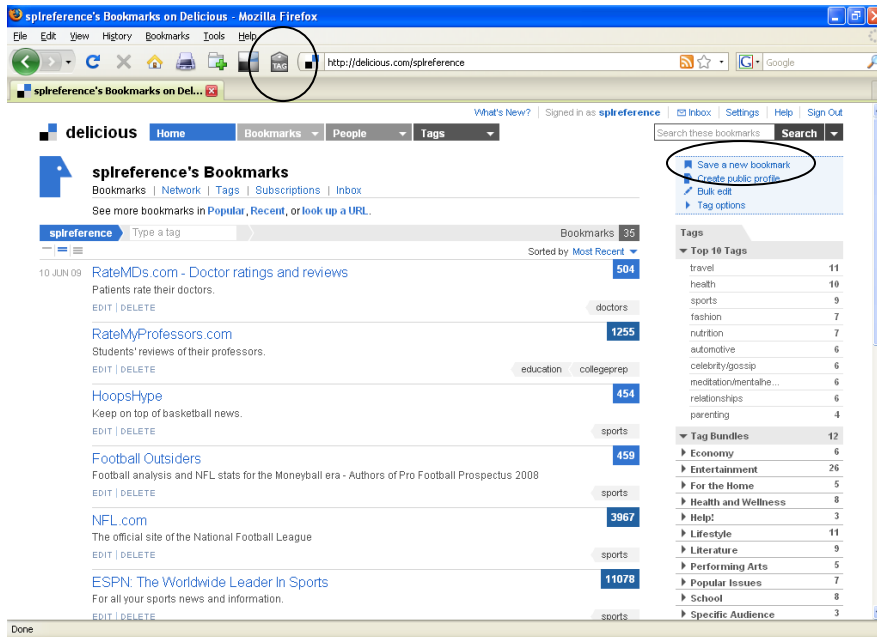 splreference's Bookmarks on Delicious - Mozilla Firefox
File Edit View History Bookmarks Tools Help
TAG http://delicious.com/splreference G Google
splreference's Bookmarks on Del...
What's New? | Signed in as splreference | Inbox | Settings | Help | Sign Out
delicious Home Bookmarks People Tags Search these bookmarks Search
Save a new bookmark
splreference's Bookmarks
Create public profile
Bookmarks | Network | Tags | Subscriptions | Inbox
Bulk edit
Tag options
See more bookmarks in Popular, Recent, or look up a URL.
splreference Type a tag Bookmarks 35
Sorted by Most Recent
10 JUN 09 RateMDs.com - Doctor ratings and reviews 504
Patients rate their doctors.
EDIT | DELETE doctors
RateMyProfessors.com 1255
Students' reviews of their professors.
EDIT | DELETE education collegeprep
HoopsHype 454
Keep on top of basketball news.
EDIT | DELETE sports
Football Outsiders 459
Football analysis and NFL stats for the Moneyball era - Authors of Pro Football Prospectus 2008
EDIT | DELETE sports
NFL.com 3967
The official site of the National Football League
EDIT | DELETE sports
ESPN: The Worldwide Leader In Sports 11078
For all your sports news and information.
EDIT | DELETE sports
Tags
Top 10 Tags
travel 11
health 10
sports 9
fashion 7
nutrition 7
automotive 6
celebrity/gossip 6
meditation/mentalhe... 6
relationships 6
parenting 4
Tag Bundles 12
Economy 6
Entertainment 26
For the Home 5
Health and Wellness 8
Help! 3
Lifestyle 11
Literature 9
Performing Arts 5
Popular Issues 7
School 8
Specific Audience 3
Done